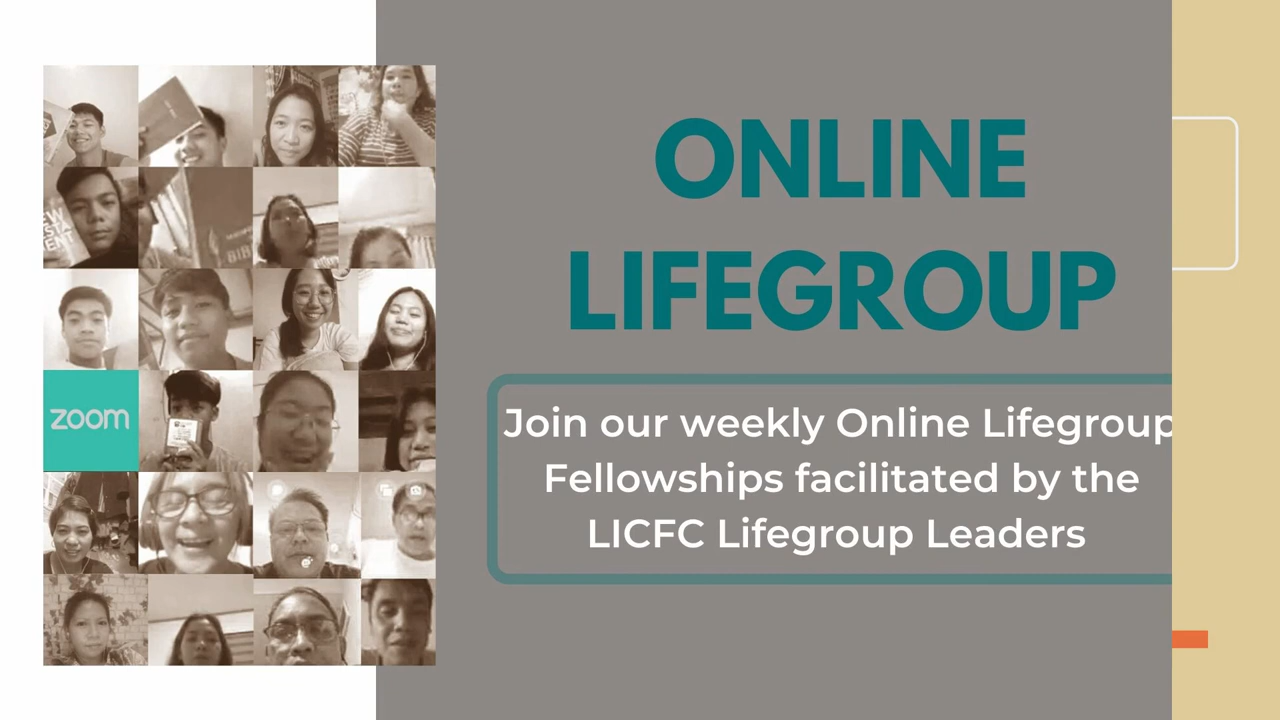 ONLINE
LIFEGROUP
Join our weekly Online Lifegroup
Fellowships facilitated by the
LICFC Lifegroup Leaders
zoom